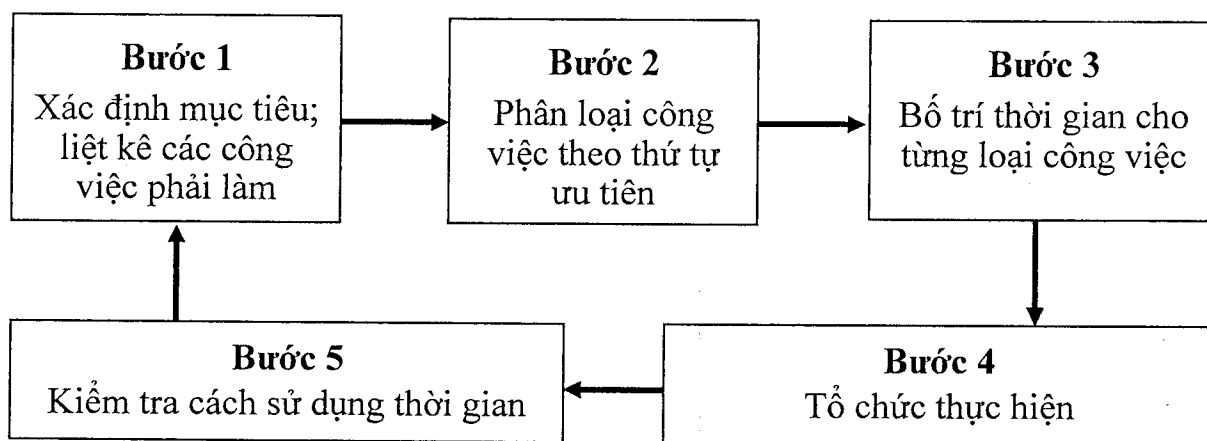 Bước 1
Xác định mục tiêu;
liệt kê các công
việc phải làm
Bước 2
Phân loại công
việc theo thứ tự
ưu tiên
Bước 3
Bố trí thời gian cho
từng loại công việc
Bước 4
Tổ chức thực hiện
Bước 5
Kiểm tra cách sử dụng thời gian